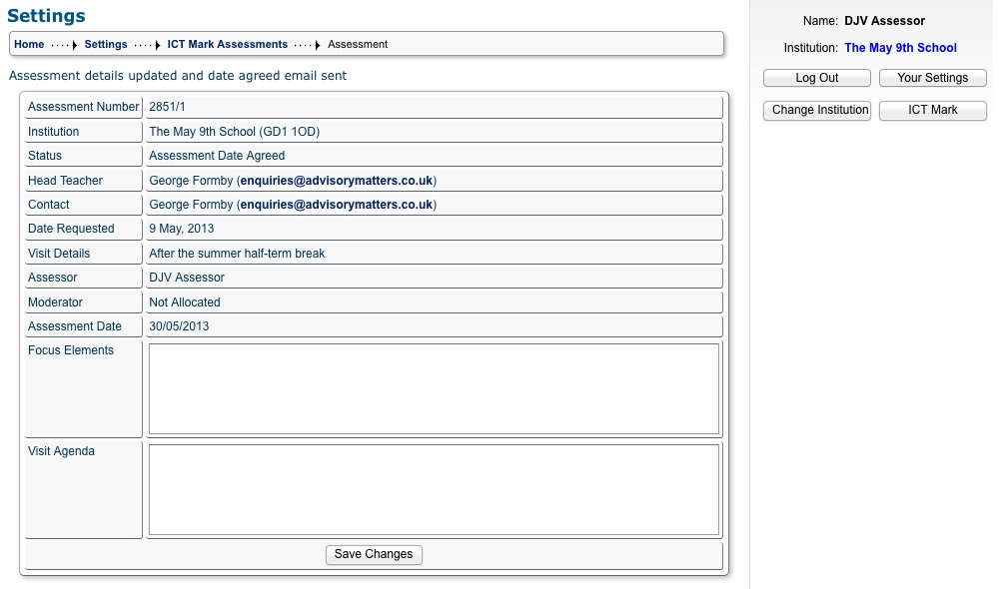 Settings
Home Settings ICT Mark Assessments Assessment
Assessment details updated and date agreed email sent
Assessment Number 2851/1
Institution The May 9th School (GD1 1OD)
Status Assessment Date Agreed
Head Teacher George Formby (enquiries@advisorymatters.co.uk)
Contact George Formby (enquiries@advisorymatters.co.uk)
Date Requested 9 May, 2013
Visit Details After the summer half-term break
Assessor DJV Assessor
Moderator Not Allocated
Assessment Date 30/05/2013
Focus Elements
Visit Agenda
Save Changes
Name: DJV Assessor
Institution: The May 9th School
Log Out Your Settings
Change Institution ICT Mark